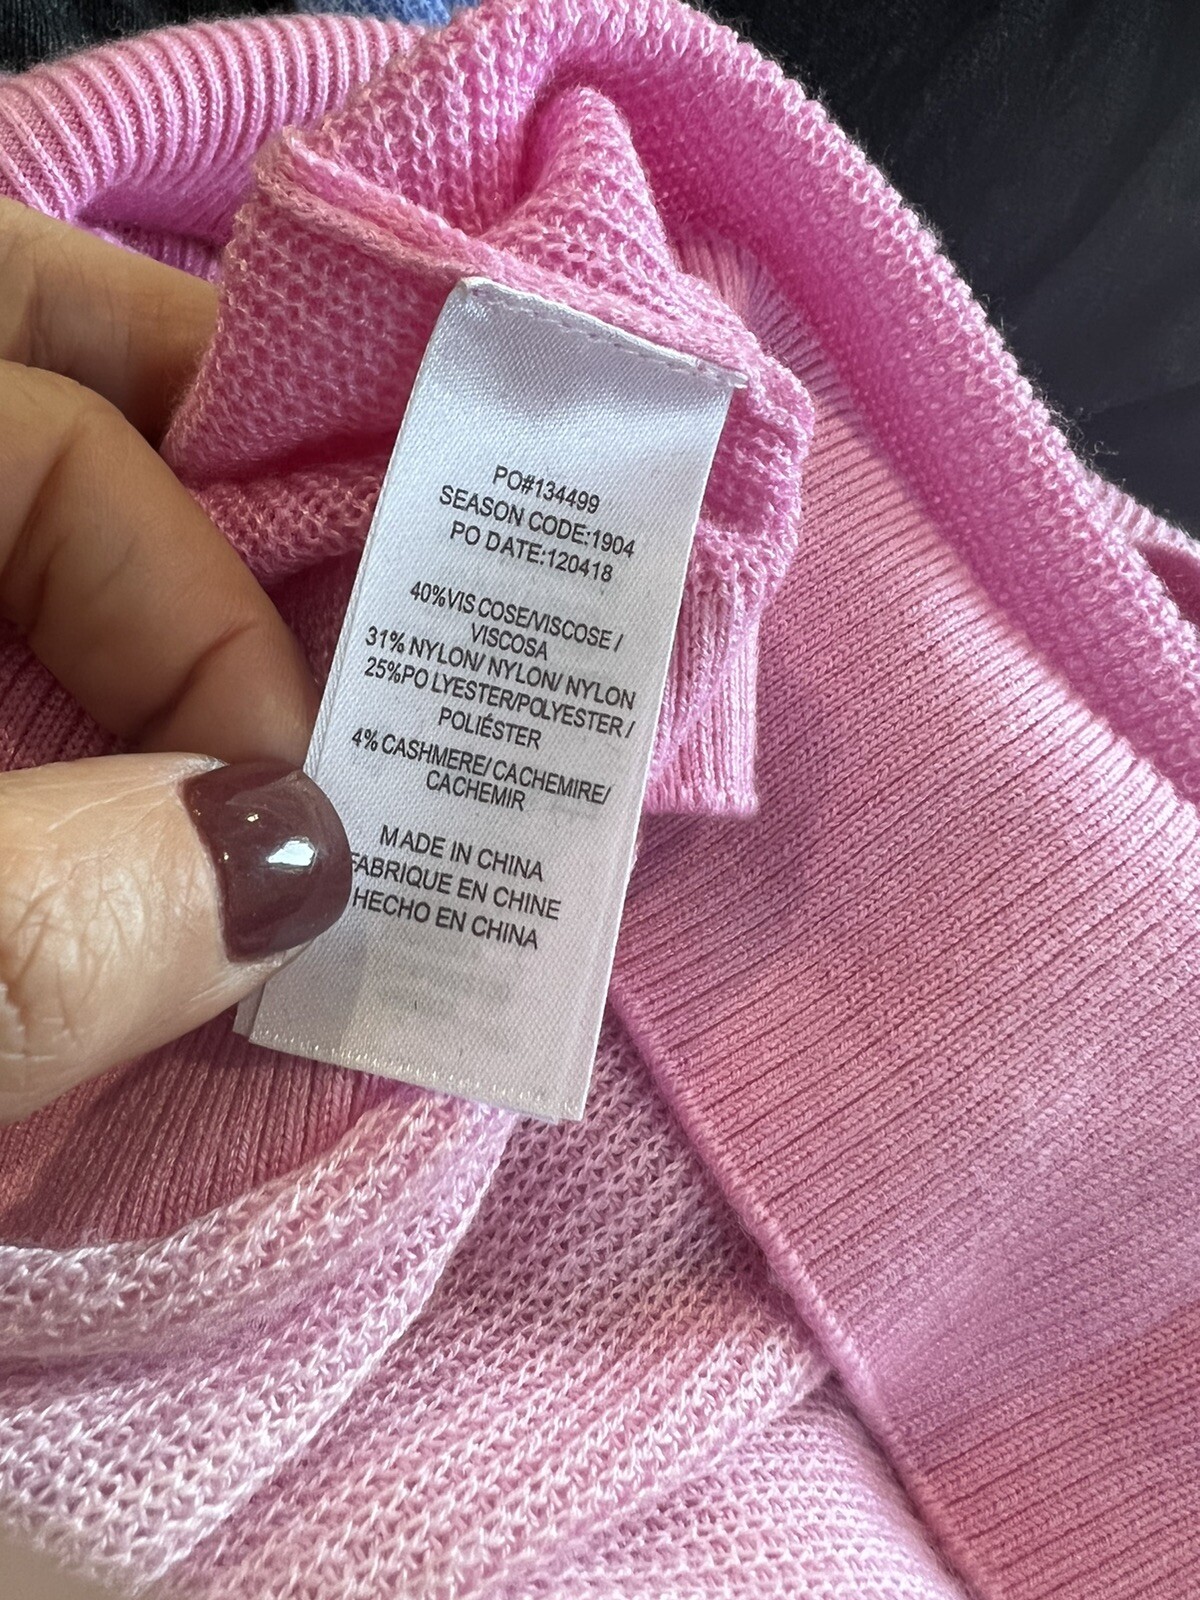 PO#134499
SEASON CODE:1904
PO DATE:120418
40%VIS COSE/VISCOSE /
VISCOSA
31% NYLON/ NYLON/ NYLON
25%PO LYESTER/POLYESTER /
POLIÉSTER
4% CASHMERE/ CACHEMIRE/
CACHEMIR
MADE IN CHINA
FABRIQUE EN CHINE
HECHO EN CHINA